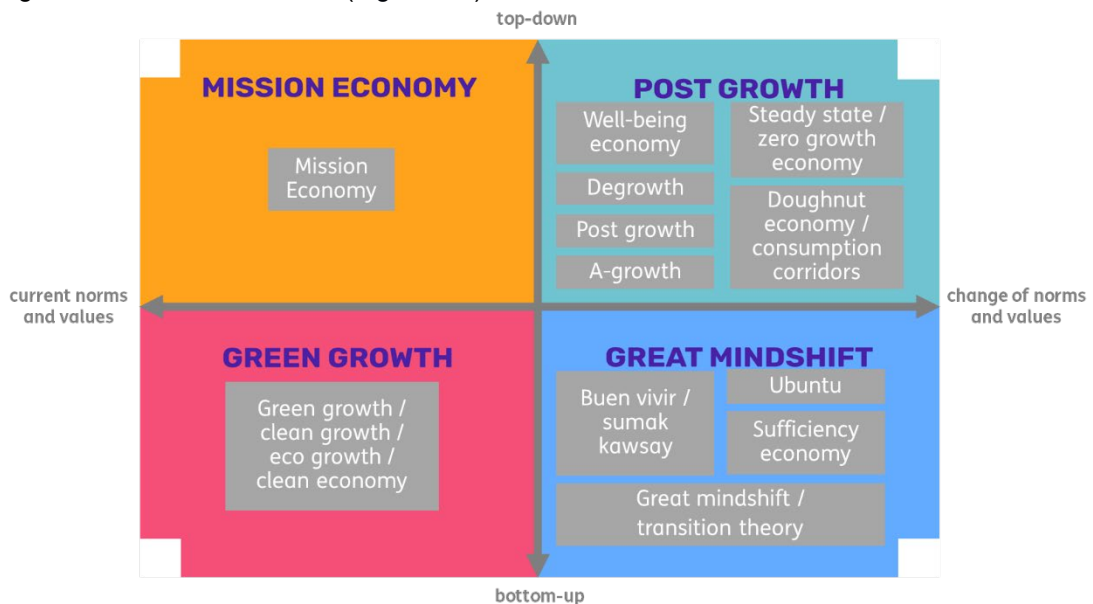 top-down
MISSION ECONOMY
Mission
Economy
POST GROWTH
Well-being
economy
Degrowth
Post growth
A-growth
Steady state /
zero growth
economy
Doughnut
economy /
consumption
corridors
current norms
and values
change of norms
and values
GREEN GROWTH
Green growth /
clean growth /
eco growth /
clean economy
GREAT MINDSHIFT
Buen vivir /
sumak
kawsay
Ubuntu
Sufficiency
economy
Great mindshift /
transition theory
bottom-up